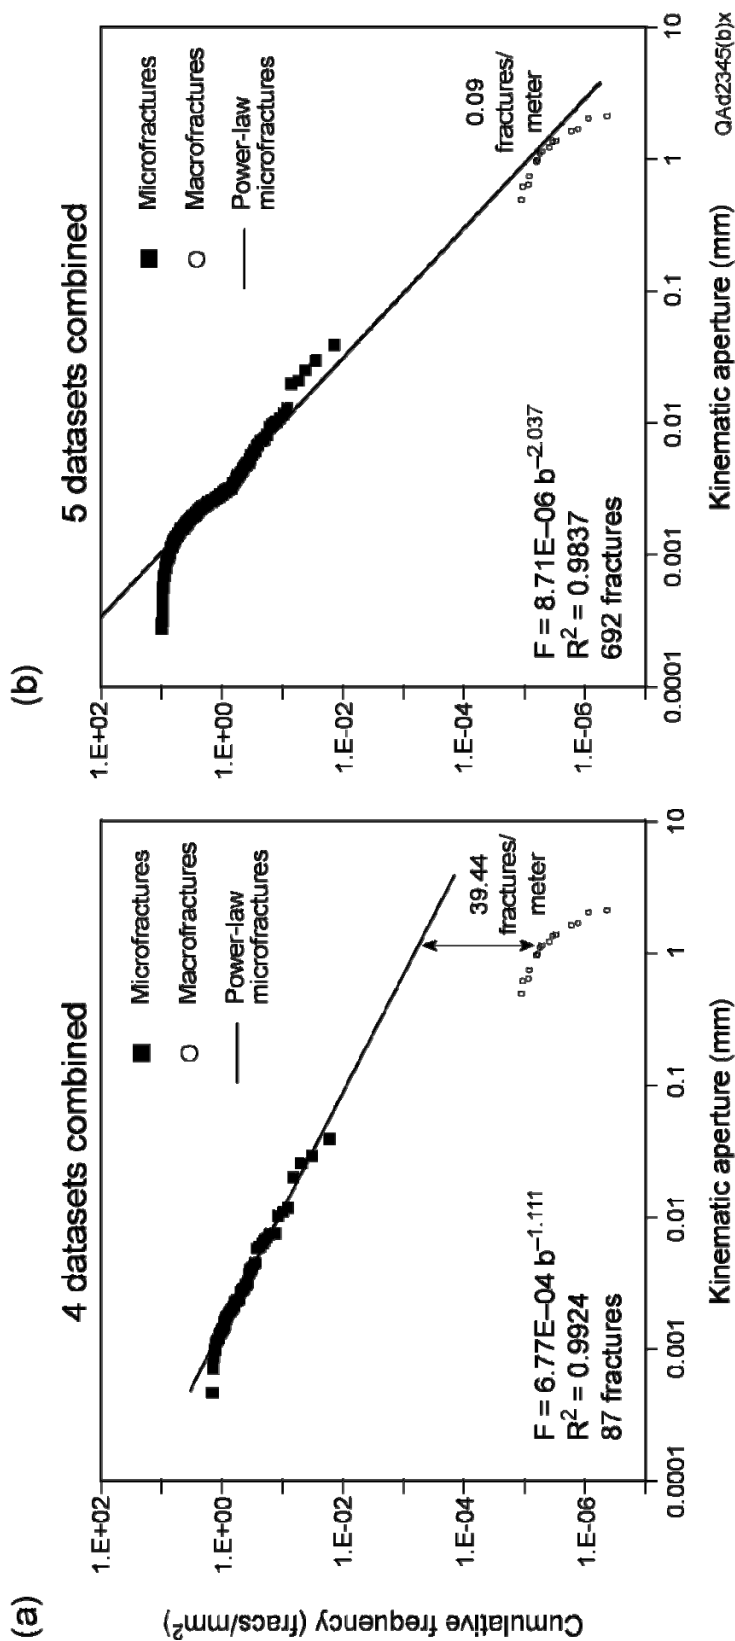 (a)
4 datasets combined
Cumulative frequency (fracs/mm²)
1.E+02
1.E+00
1.E-02
1.E-04
1.E-06
Microfractures
Macrofractures
Power-law
microfractures
39.44
fractures/
meter
F = 6.77E–04 b–1.111
R² = 0.9924
87 fractures
0.0001
0.001
0.01
0.1
1
10
Kinematic aperture (mm)
(b)
5 datasets combined
1.E+02
1.E+00
1.E-02
1.E-04
1.E-06
Microfractures
Macrofractures
Power-law
microfractures
0.09
fractures/
meter
F = 8.71E–06 b–2.037
R² = 0.9837
692 fractures
0.0001
0.001
0.01
0.1
1
10
Kinematic aperture (mm)
QAd2345(b)x